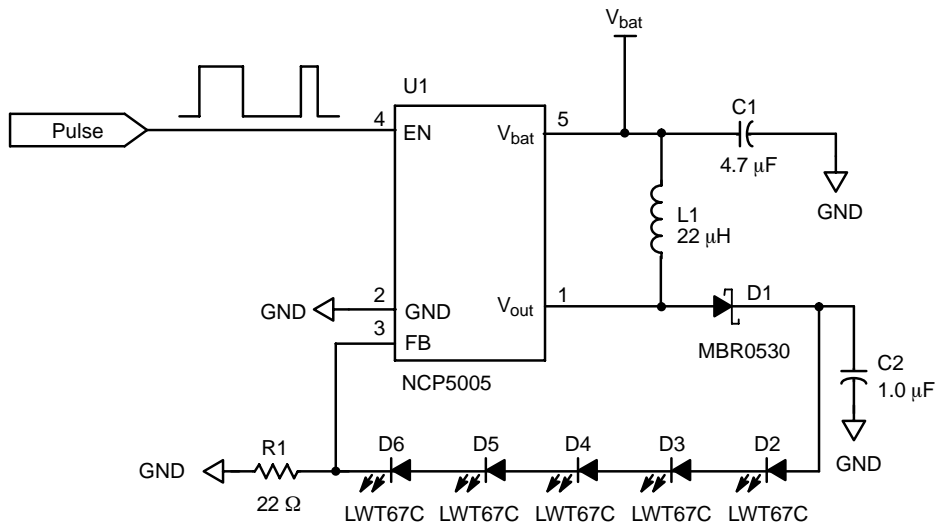 V_bat
U1
C1
Pulse
4
EN
V_bat
5
4.7 μF
GND
L1
22 μH
GND
2
GND
V_out
1
D1
3
FB
MBR0530
NCP5005
C2
1.0 μF
GND
R1
D6
D5
D4
D3
D2
GND
22 Ω
LWT67C
LWT67C
LWT67C
LWT67C
LWT67C